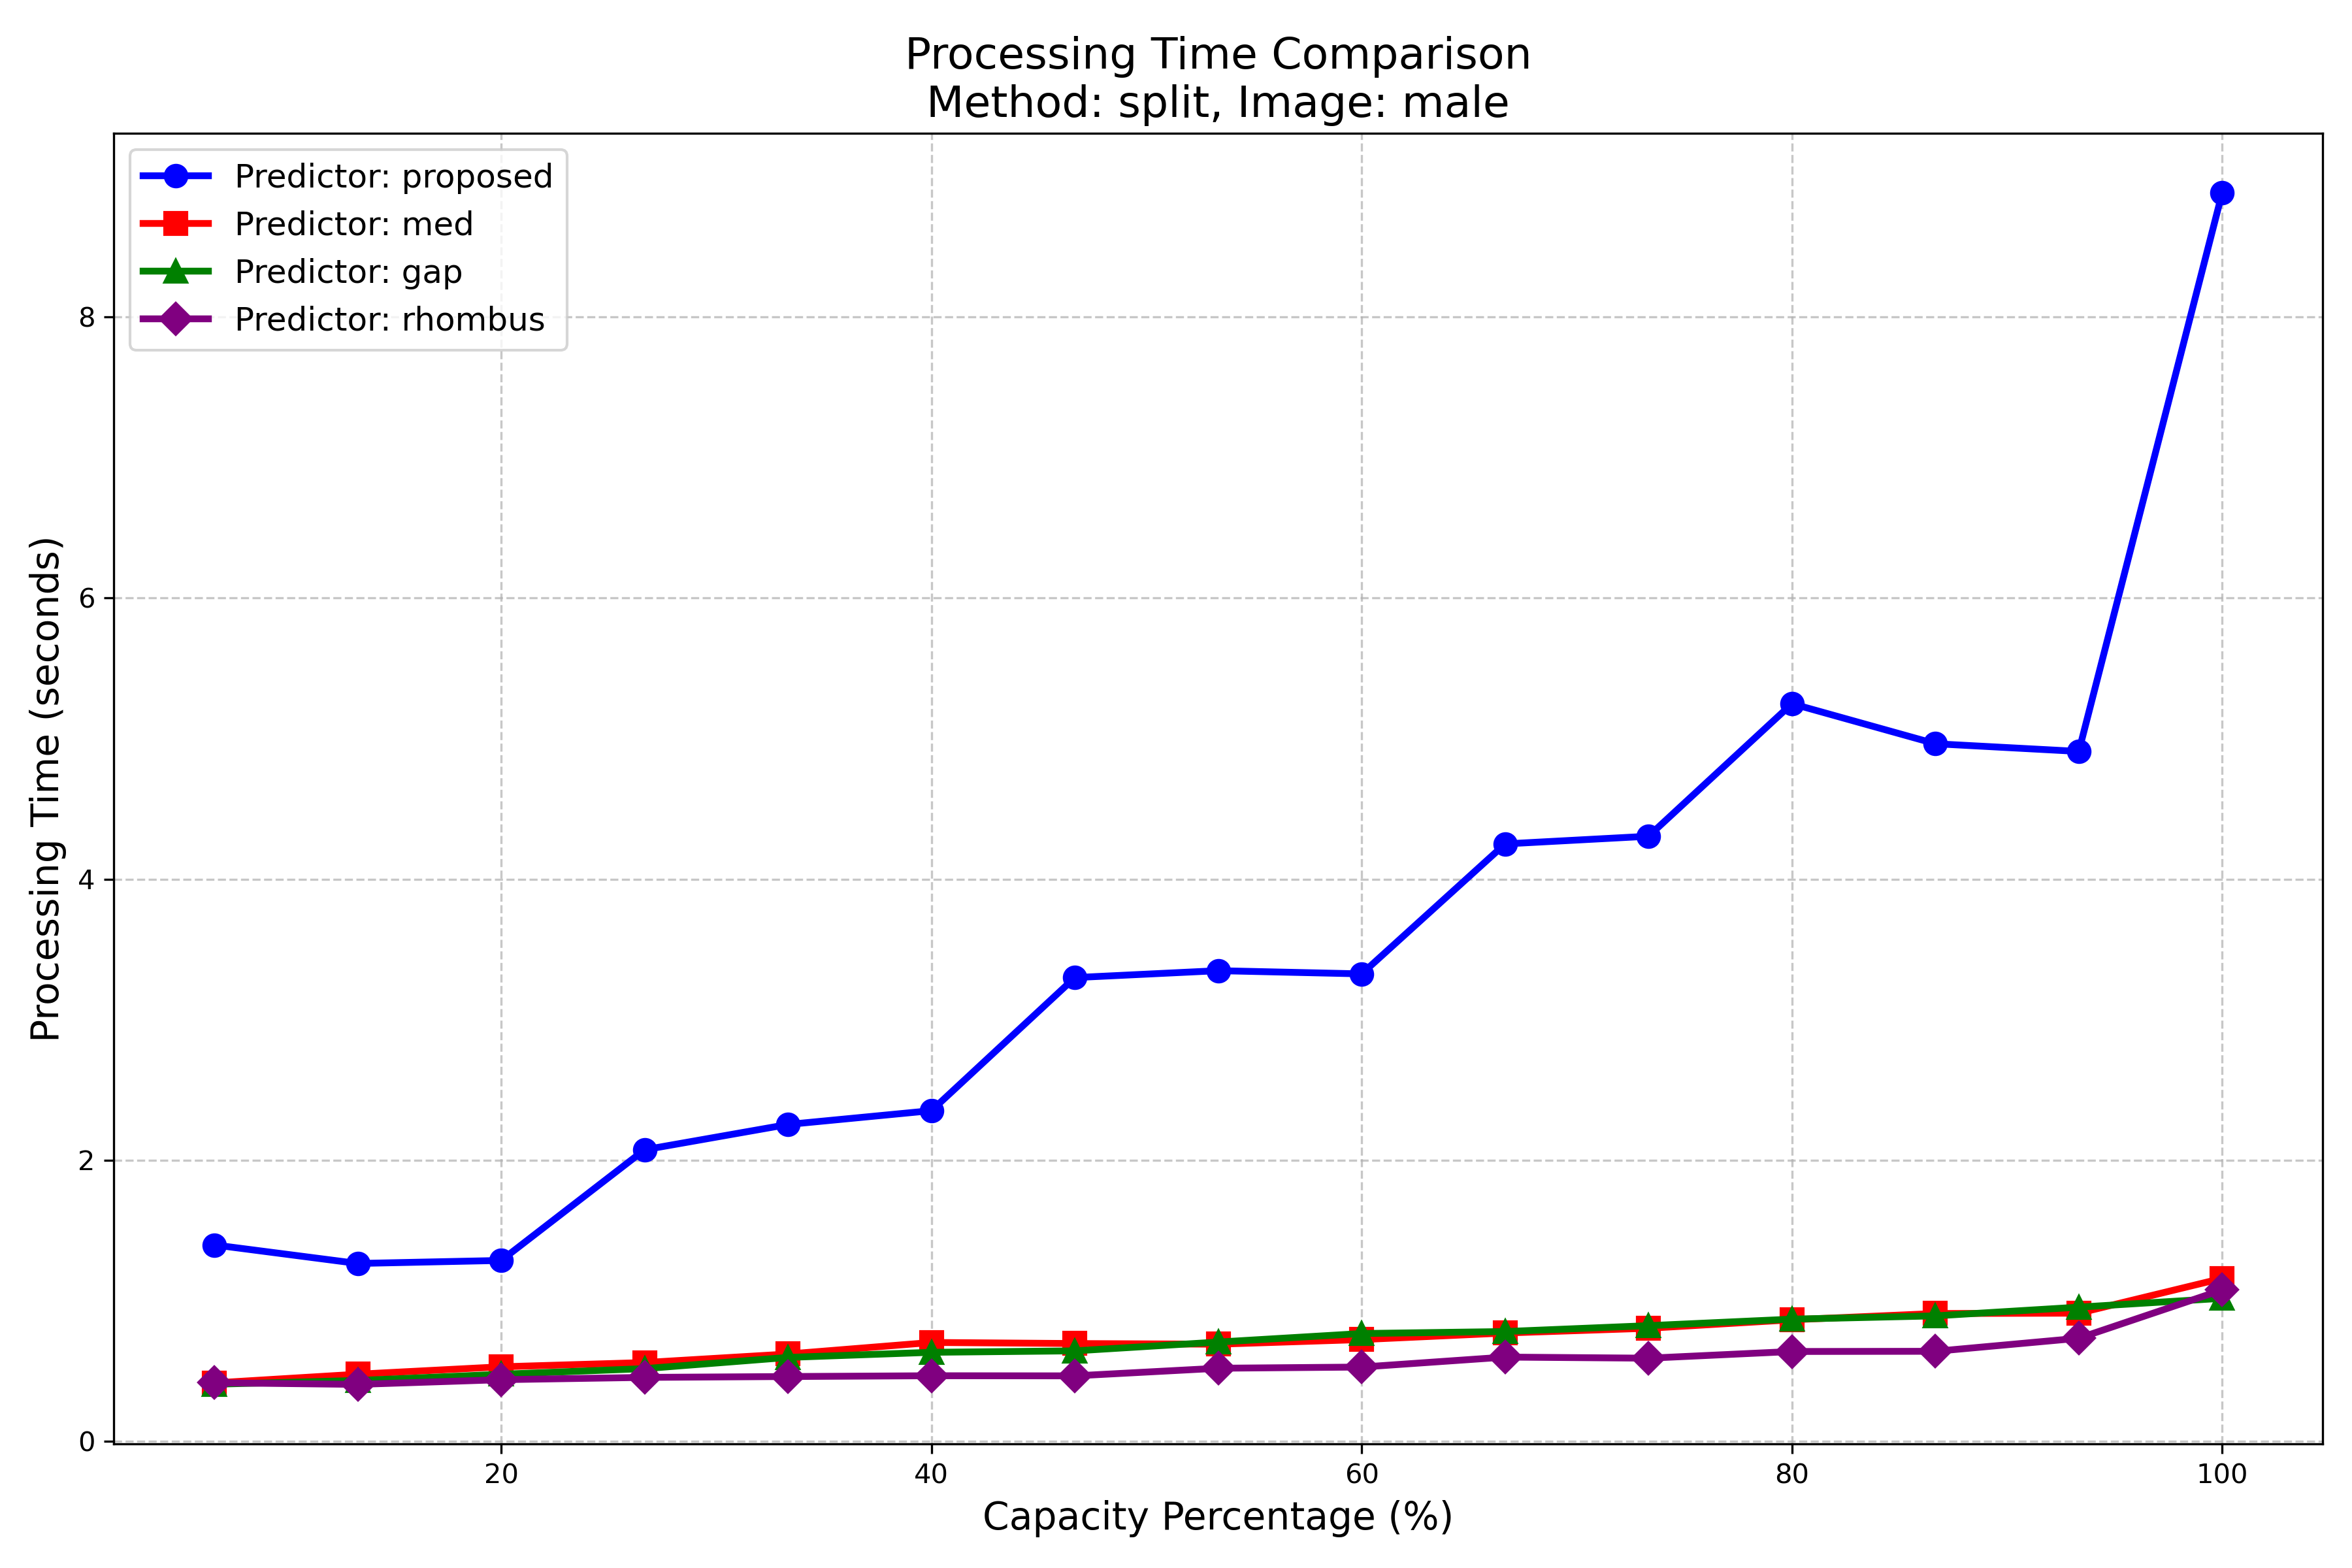 Processing Time Comparison
Method: split, Image: male
Predictor: proposed
Predictor: med
Predictor: gap
Predictor: rhombus
Processing Time (seconds)
8
6
4
2
0
20 40 60 80 100
Capacity Percentage (%)